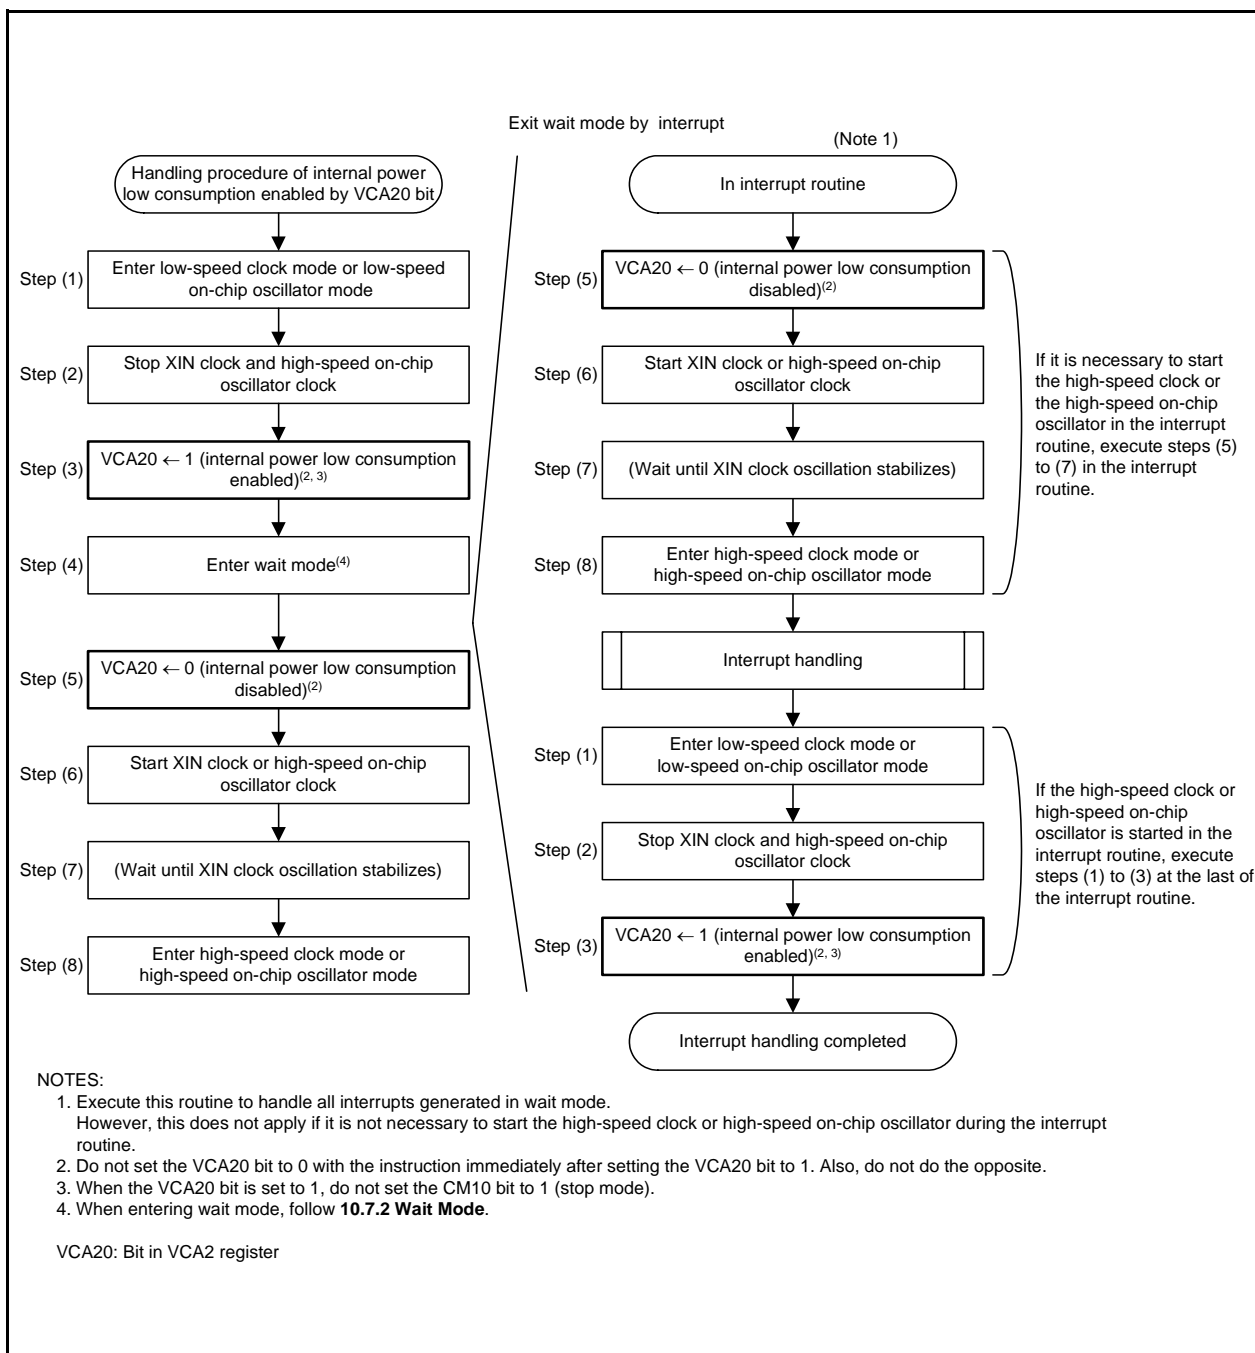 Exit wait mode by interrupt
(Note 1)
Handling procedure of internal power
low consumption enabled by VCA20 bit
Step (1)
Enter low-speed clock mode or low-speed
on-chip oscillator mode
Step (2)
Stop XIN clock and high-speed on-chip
oscillator clock
Step (3)
VCA20 ← 1 (internal power low consumption
enabled)(2, 3)
Step (4)
Enter wait mode(4)
Step (5)
VCA20 ← 0 (internal power low consumption
disabled)(2)
Step (6)
Start XIN clock or high-speed on-chip
oscillator clock
Step (7)
(Wait until XIN clock oscillation stabilizes)
Step (8)
Enter high-speed clock mode or
high-speed on-chip oscillator mode
In interrupt routine
Step (5)
VCA20 ← 0 (internal power low consumption
disabled)(2)
Step (6)
Start XIN clock or high-speed on-chip
oscillator clock
Step (7)
(Wait until XIN clock oscillation stabilizes)
Step (8)
Enter high-speed clock mode or
high-speed on-chip oscillator mode
If it is necessary to start
the high-speed clock or
the high-speed on-chip
oscillator in the interrupt
routine, execute steps (5)
to (7) in the interrupt
routine.
Interrupt handling
Step (1)
Enter low-speed clock mode or
low-speed on-chip oscillator mode
Step (2)
Stop XIN clock and high-speed on-chip
oscillator clock
Step (3)
VCA20 ← 1 (internal power low consumption
enabled)(2, 3)
If the high-speed clock or
high-speed on-chip
oscillator is started in the
interrupt routine, execute
steps (1) to (3) at the last of
the interrupt routine.
Interrupt handling completed
NOTES:
1. Execute this routine to handle all interrupts generated in wait mode.
However, this does not apply if it is not necessary to start the high-speed clock or high-speed on-chip oscillator during the interrupt
routine.
2. Do not set the VCA20 bit to 0 with the instruction immediately after setting the VCA20 bit to 1. Also, do not do the opposite.
3. When the VCA20 bit is set to 1, do not set the CM10 bit to 1 (stop mode).
4. When entering wait mode, follow 10.7.2 Wait Mode.
VCA20: Bit in VCA2 register